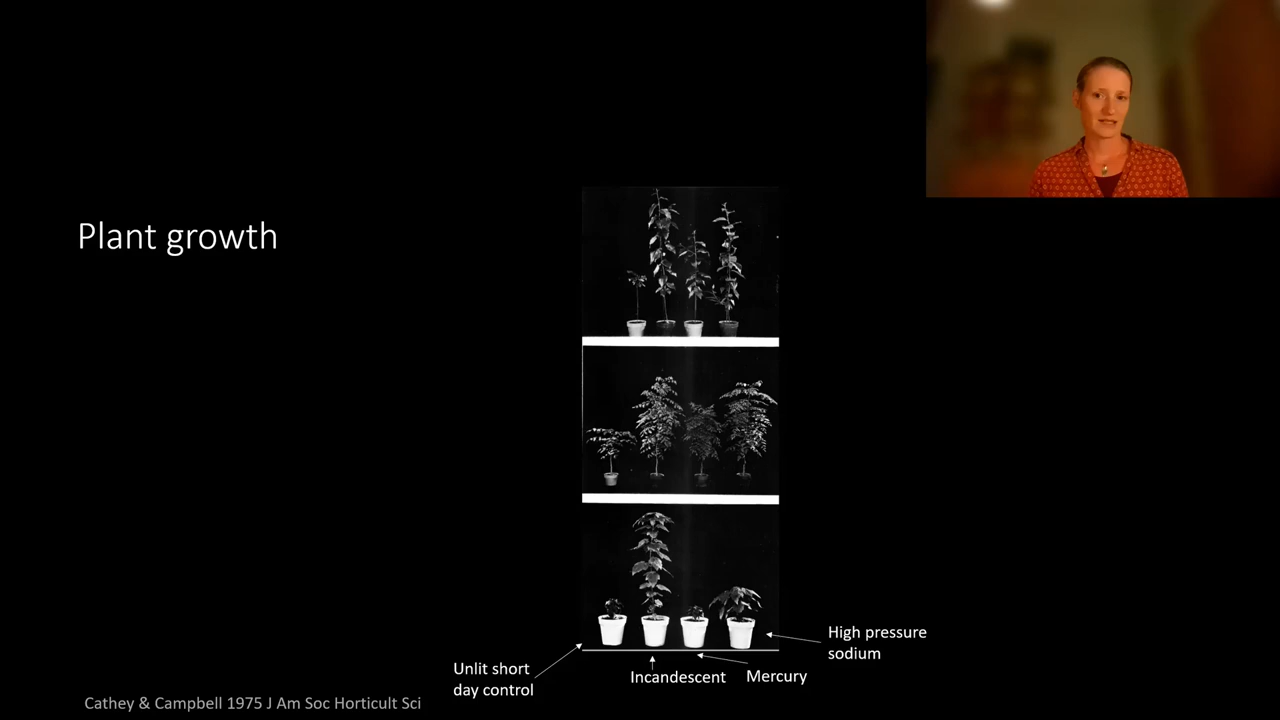 Plant growth
High pressure
sodium
Unlit short
day control
Incandescent
Mercury
Cathey & Campbell 1975 J Am Soc Horticult Sci